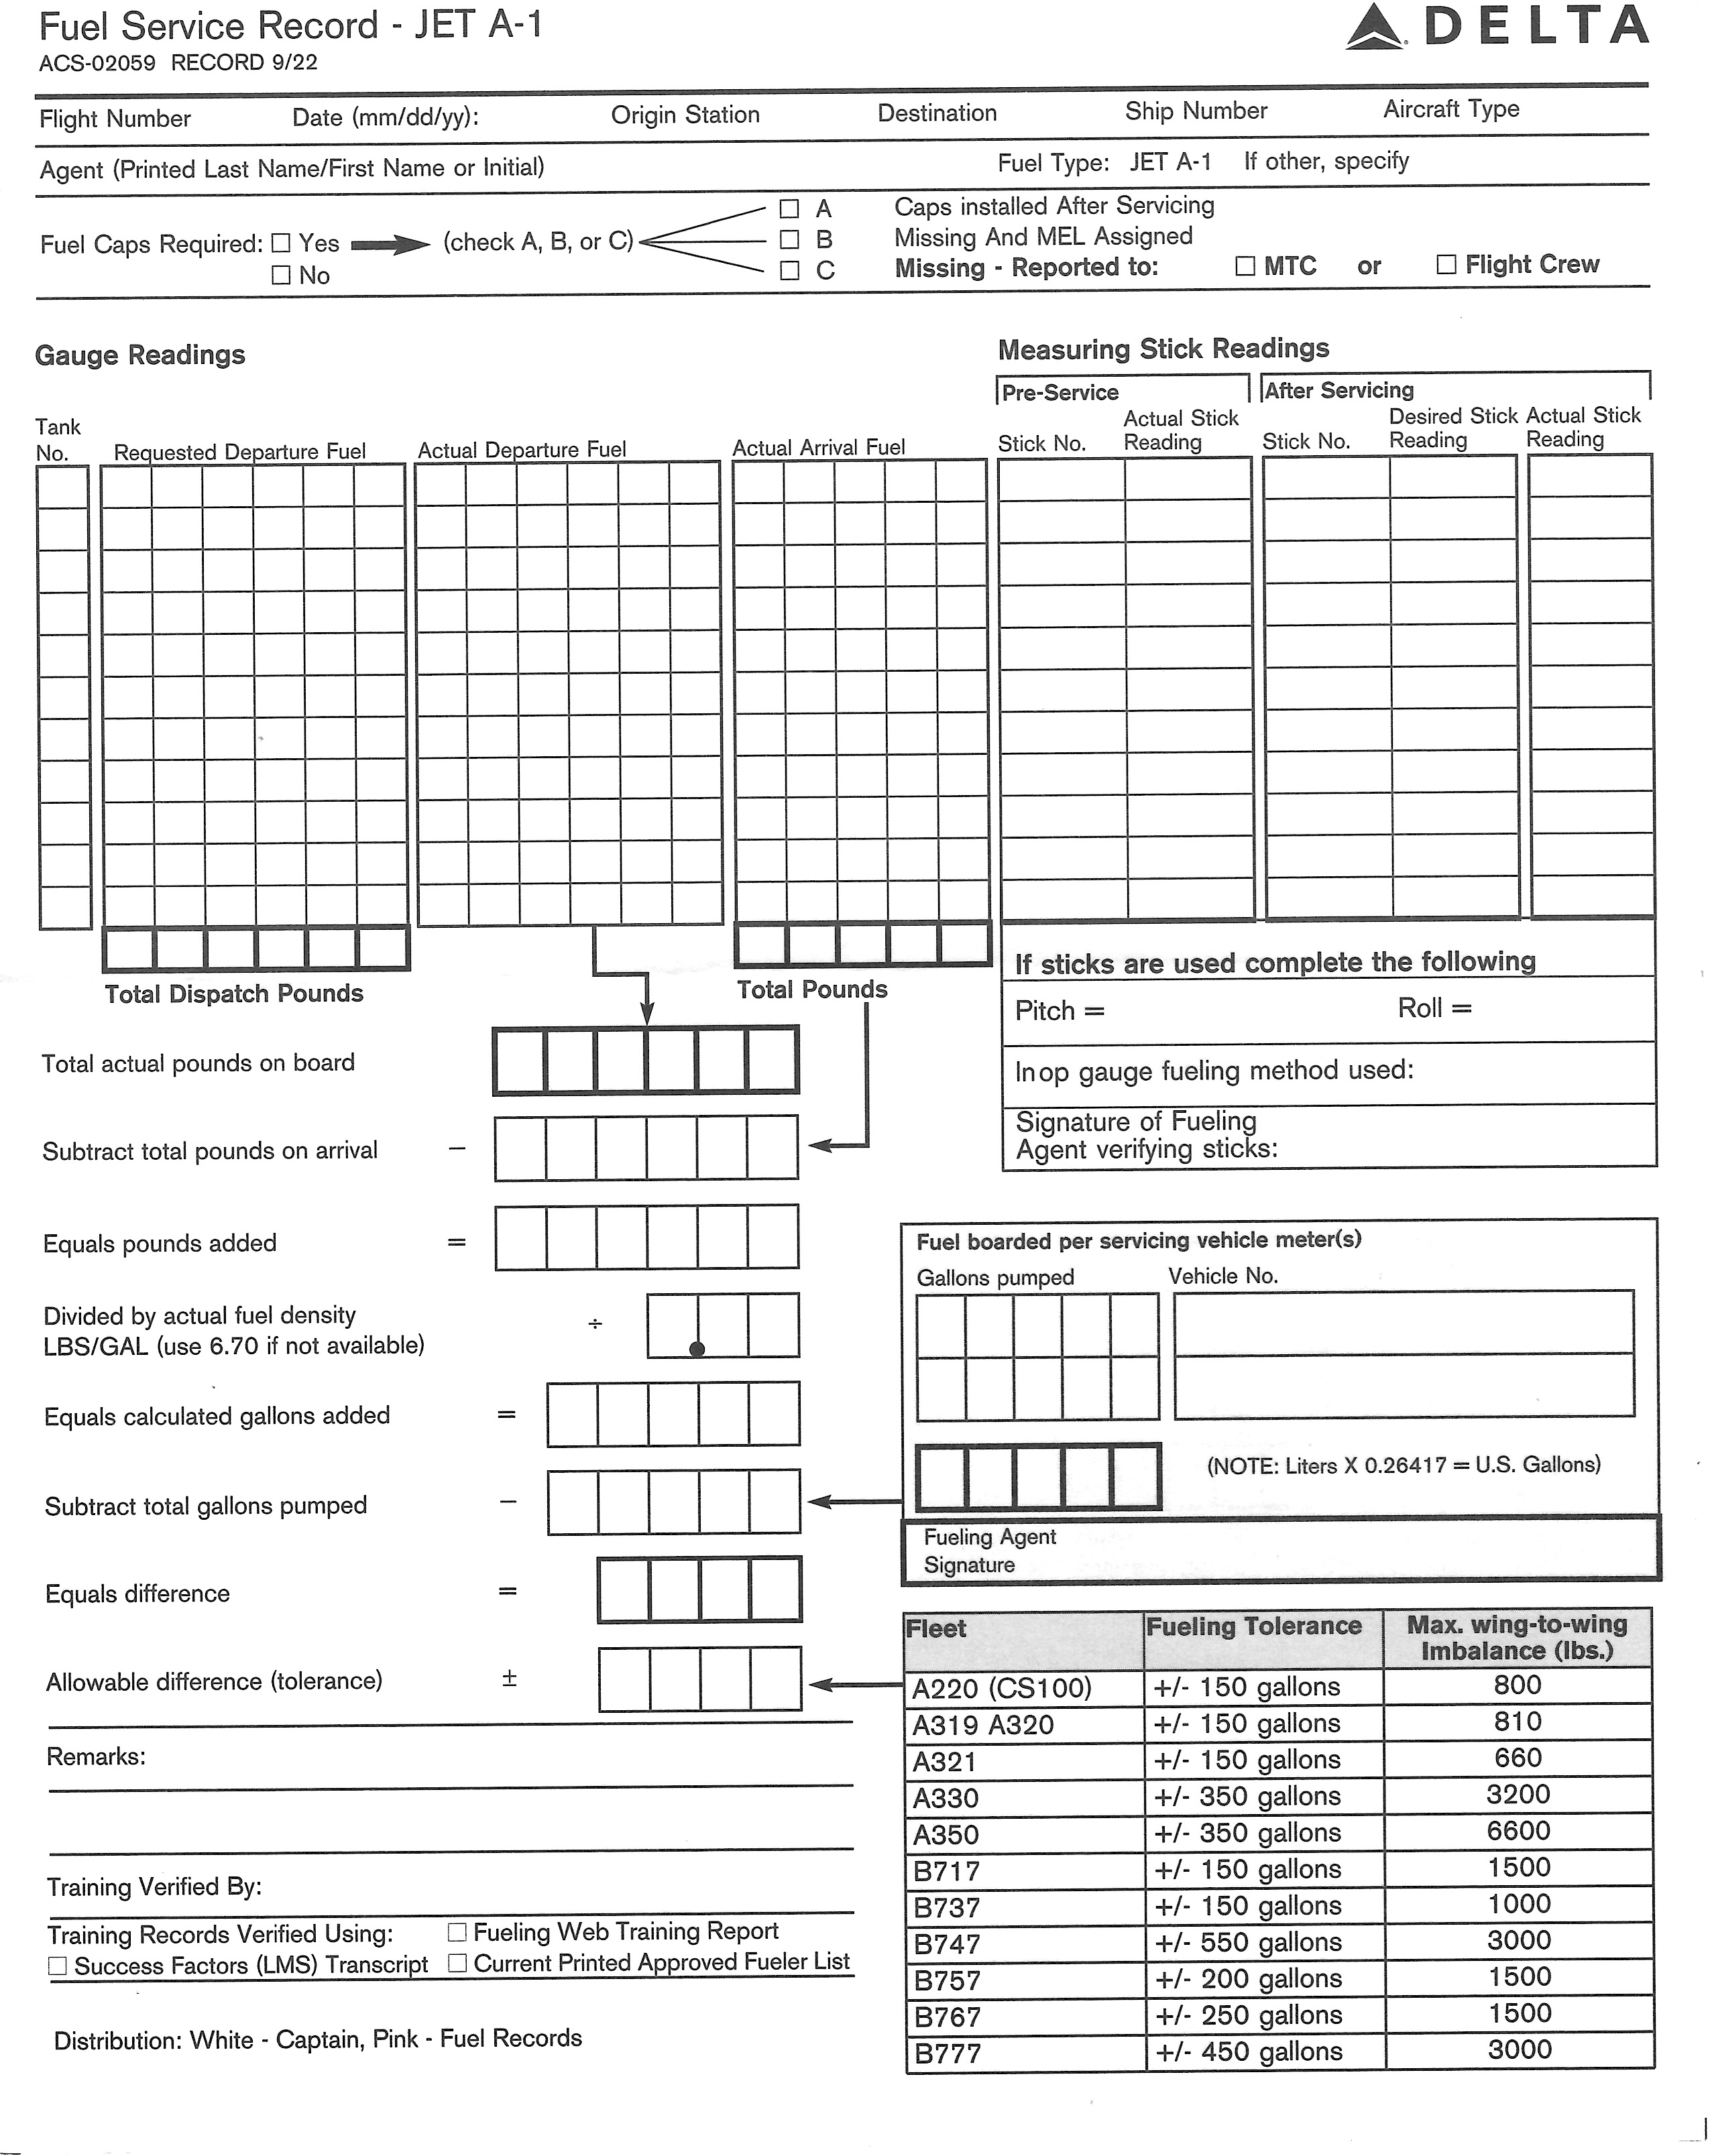 Fuel Service Record - JET A-1
DELTA
ACS-02059 RECORD 9/22
Flight Number Date (mm/dd/yy): Origin Station Destination Ship Number Aircraft Type
Agent (Printed Last Name/First Name or Initial) Fuel Type: JET A-1 If other, specify
Fuel Caps Required: Yes (check A, B, or C)
No
A Caps installed After Servicing
B Missing And MEL Assigned
C Missing - Reported to: MTC or Flight Crew
Gauge Readings
Tank
No. Requested Departure Fuel Actual Departure Fuel Actual Arrival Fuel
Measuring Stick Readings
Pre-Service After Servicing
Stick No. Actual Stick Reading Stick No. Desired Stick Reading Actual Stick Reading
Total Dispatch Pounds
Total Pounds
If sticks are used complete the following
Pitch = Roll =
Inop gauge fueling method used:
Signature of Fueling
Agent verifying sticks:
Total actual pounds on board
Subtract total pounds on arrival −
Equals pounds added =
Divided by actual fuel density
LBS/GAL (use 6.70 if not available) ÷
Equals calculated gallons added =
Subtract total gallons pumped −
Equals difference =
Allowable difference (tolerance) ±
Fuel boarded per servicing vehicle meter(s)
Gallons pumped Vehicle No.
(NOTE: Liters X 0.26417 = U.S. Gallons)
Fueling Agent
Signature
Fleet Fueling Tolerance Max. wing-to-wing Imbalance (lbs.)
A220 (CS100) +/- 150 gallons 800
A319 A320 +/- 150 gallons 810
A321 +/- 150 gallons 660
A330 +/- 350 gallons 3200
A350 +/- 350 gallons 6600
B717 +/- 150 gallons 1500
B737 +/- 150 gallons 1000
B747 +/- 550 gallons 3000
B757 +/- 200 gallons 1500
B767 +/- 250 gallons 1500
B777 +/- 450 gallons 3000
Remarks:
Training Verified By:
Training Records Verified Using: Fueling Web Training Report
Success Factors (LMS) Transcript Current Printed Approved Fueler List
Distribution: White - Captain, Pink - Fuel Records